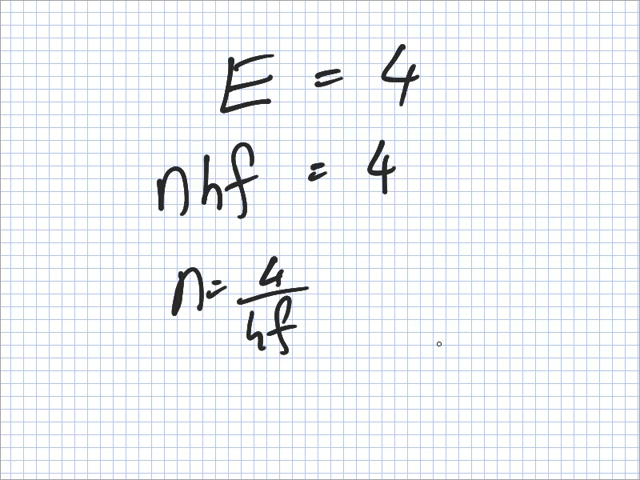 E = 4
nhf = 4
n = 4/hf